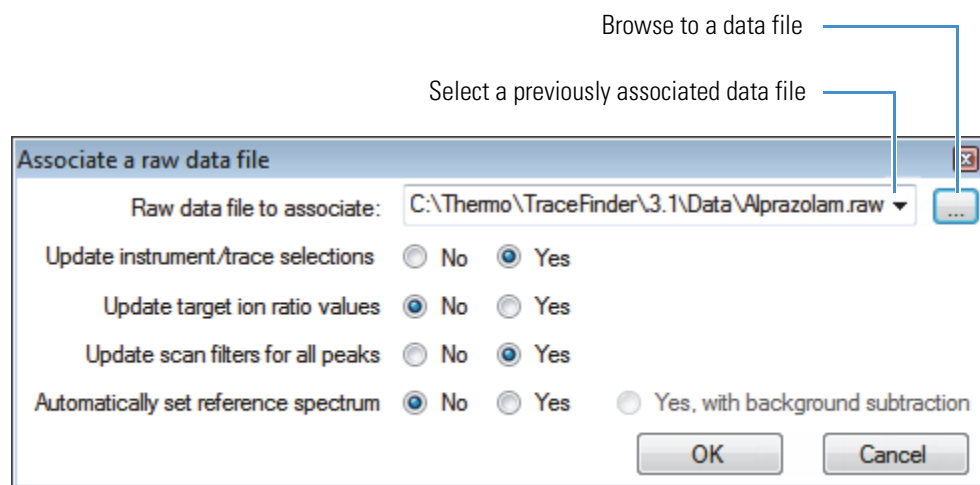 Browse to a data file
Select a previously associated data file
Associate a raw data file
Raw data file to associate: C:\Thermo\TraceFinder\3.1\Data\Alprazolam.raw ...
Update instrument/trace selections No Yes
Update target ion ratio values No Yes
Update scan filters for all peaks No Yes
Automatically set reference spectrum No Yes Yes, with background subtraction
OK Cancel